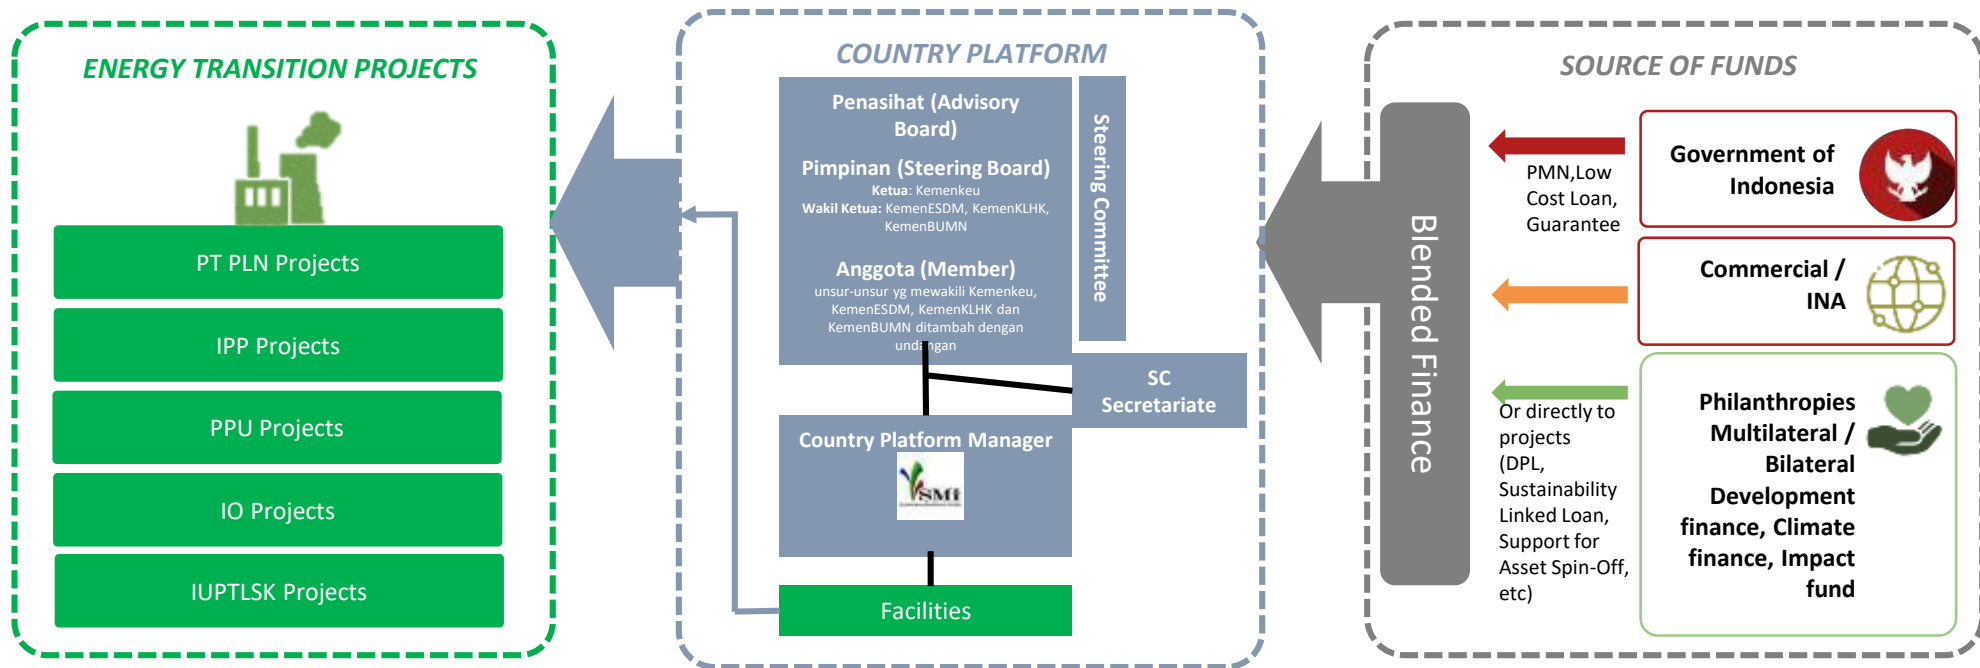 ENERGY TRANSITION PROJECTS
PT PLN Projects
IPP Projects
PPU Projects
IO Projects
IUPTLSK Projects
COUNTRY PLATFORM
Penasihat (Advisory
Board)
Pimpinan (Steering Board)
Ketua: Kemenkeu
Wakil Ketua: KemenESDM, KemenKLHK,
KemenBUMN
Anggota (Member)
unsur-unsur yg mewakili Kemenkeu,
KemenESDM, KemenKLHK dan
KemenBUMN ditambah dengan
undangan
Steering Committee
SC
Secretariate
Country Platform Manager
SMI
Facilities
SOURCE OF FUNDS
Blended Finance
PMN,Low
Cost Loan,
Guarantee
Or directly to
projects
(DPL,
Sustainability
Linked Loan,
Support for
Asset Spin-Off,
etc)
Government of
Indonesia
Commercial /
INA
Philanthropies
Multilateral /
Bilateral
Development
finance, Climate
finance, Impact
fund